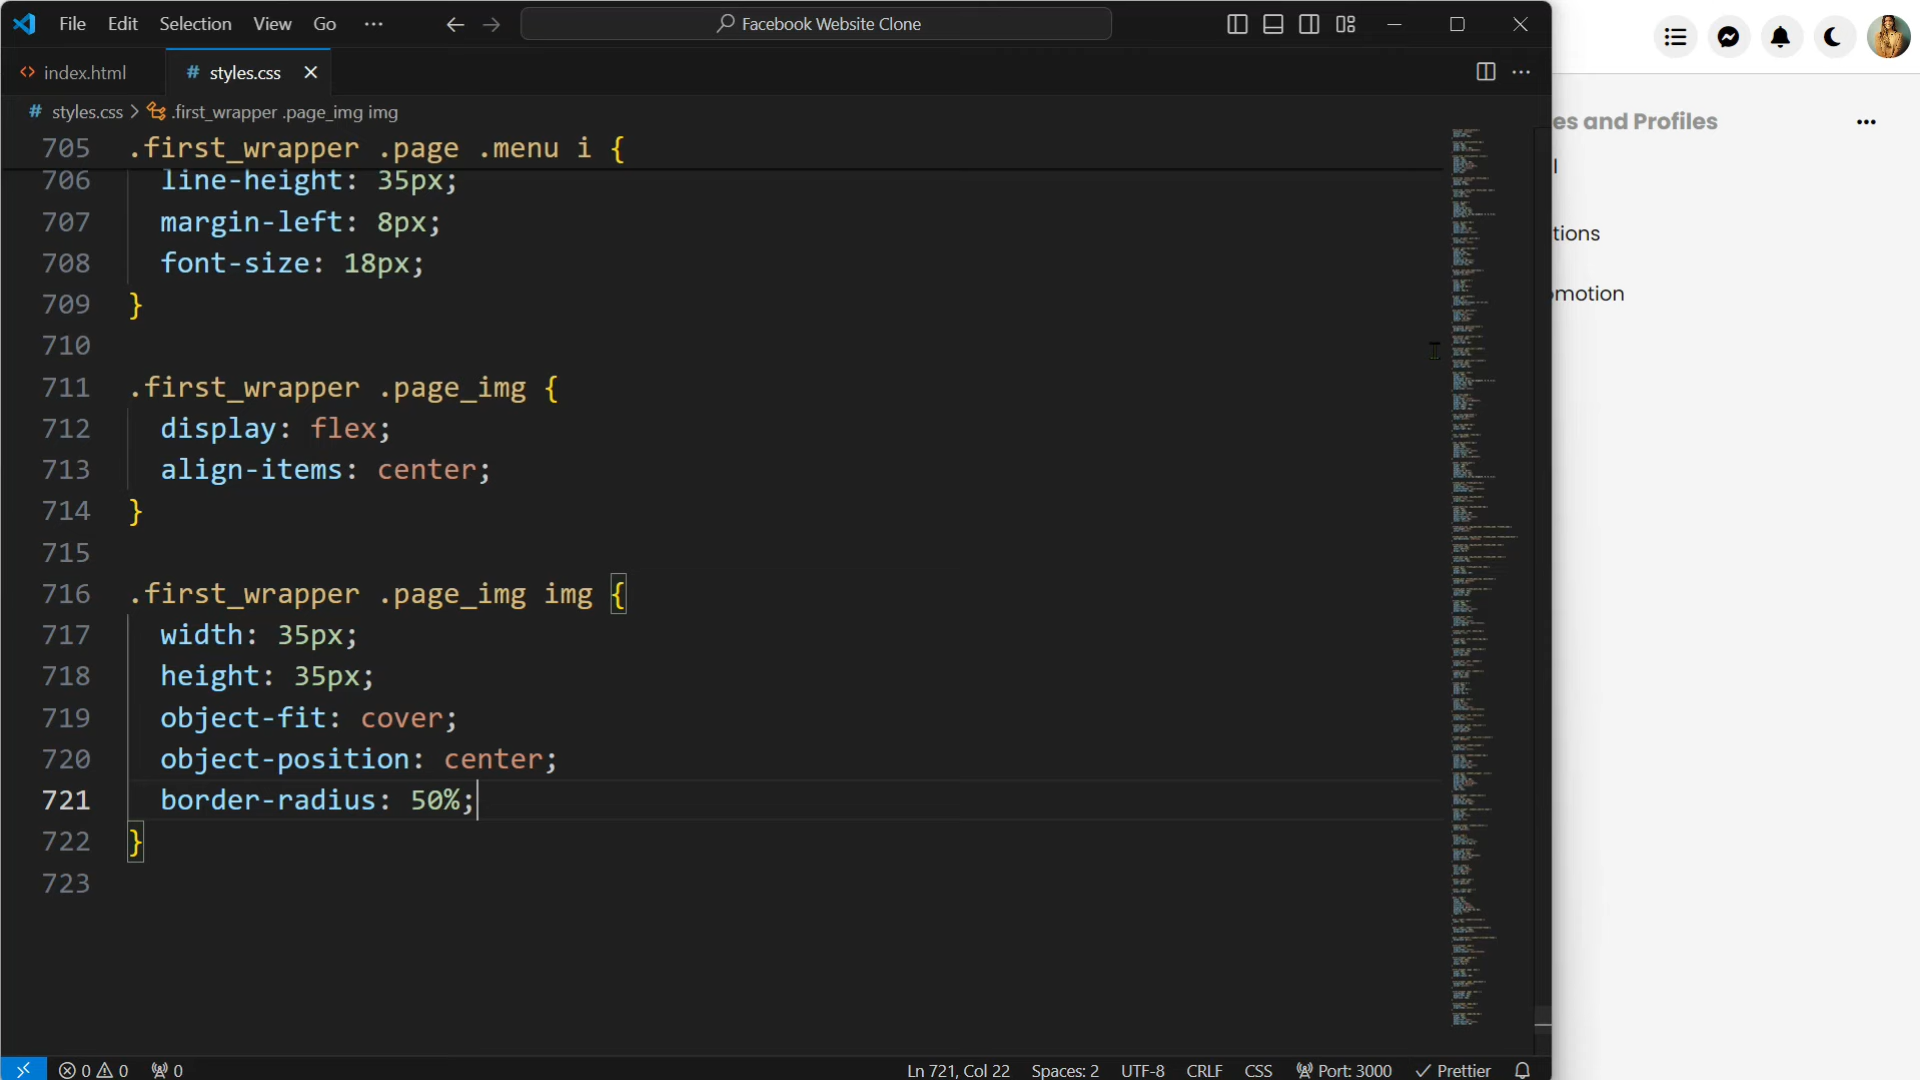 File Edit Selection View Go ··· Facebook Website Clone
index.html styles.css
styles.css > .first_wrapper .page_img img
705 .first_wrapper .page .menu i {
706 line-height: 35px;
707 margin-left: 8px;
708 font-size: 18px;
709 }
710
711 .first_wrapper .page_img {
712 display: flex;
713 align-items: center;
714 }
715
716 .first_wrapper .page_img img {
717 width: 35px;
718 height: 35px;
719 object-fit: cover;
720 object-position: center;
721 border-radius: 50%;
722 }
723
0 0 0 Ln 721, Col 22 Spaces: 2 UTF-8 CRLF CSS Port: 3000 Prettier
es and Profiles
l
tions
omotion